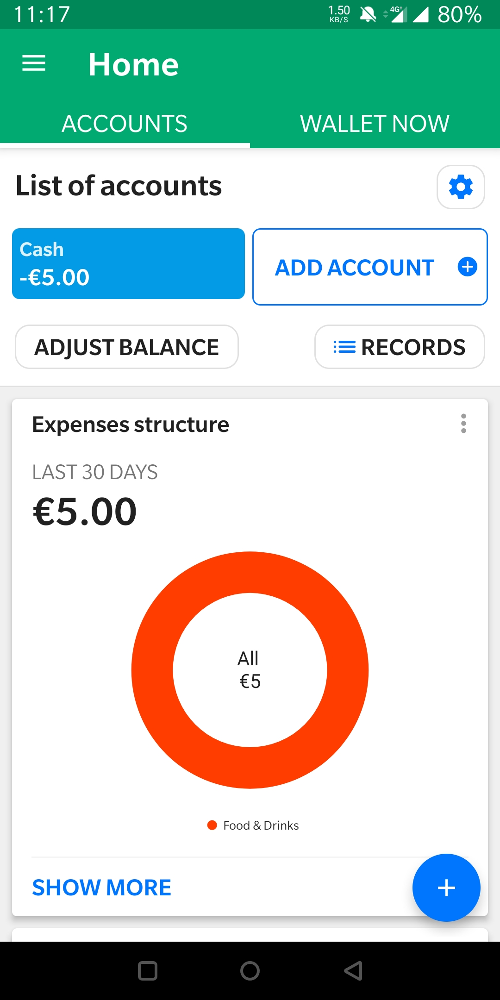 11:17
1.50
KB/S
4G+
80%
Home
ACCOUNTS
WALLET NOW
List of accounts
Cash
-€5.00
ADD ACCOUNT
ADJUST BALANCE
RECORDS
Expenses structure
LAST 30 DAYS
€5.00
All
€5
Food & Drinks
SHOW MORE